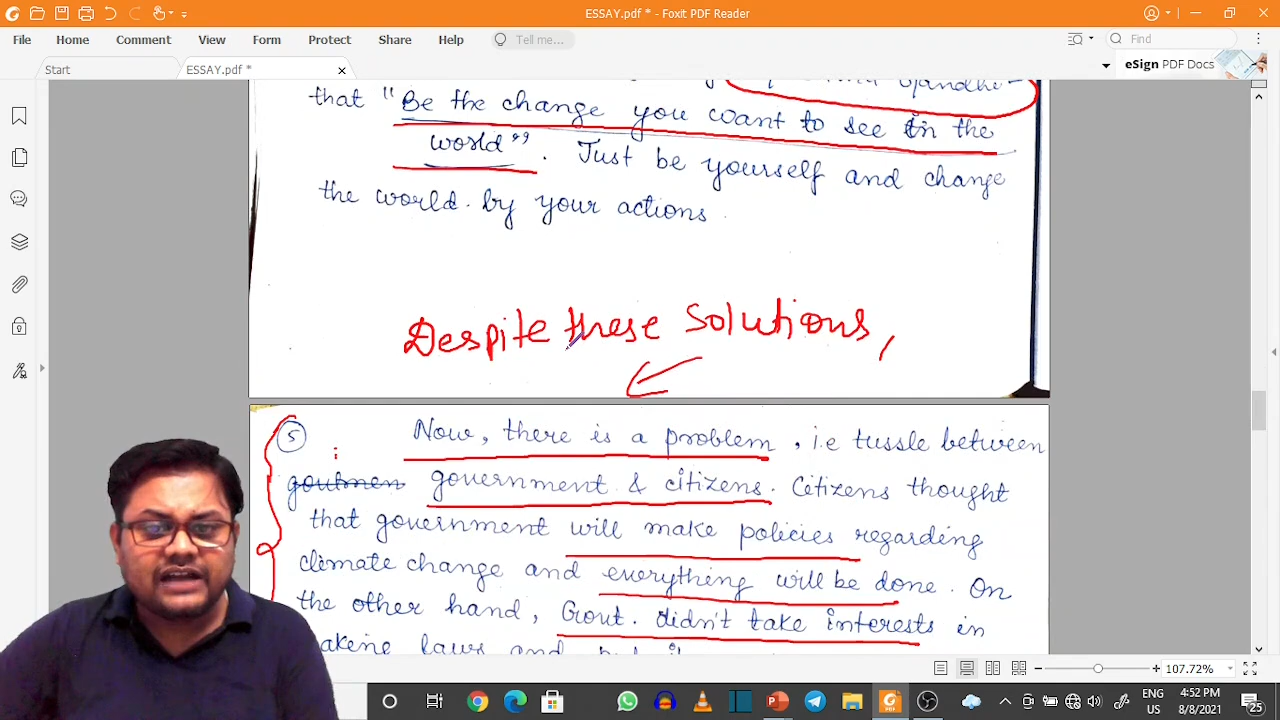 ESSAY.pdf * - Foxit PDF Reader
File Home Comment View Form Protect Share Help Tell me... Find
Start ESSAY.pdf * eSign PDF Docs
that "Be the change you want to see in the
world". Just be yourself and change
the world by your actions
Despite these solutions,
5 Now, there is a problem, i.e tussle between
government & citizens. Citizens thought
that government will make policies regarding
climate change and everything will be done. On
the other hand, Govt. didn't take interests in
laws and
107.72%
ENG 4:52 PM
US 8/8/2021 25